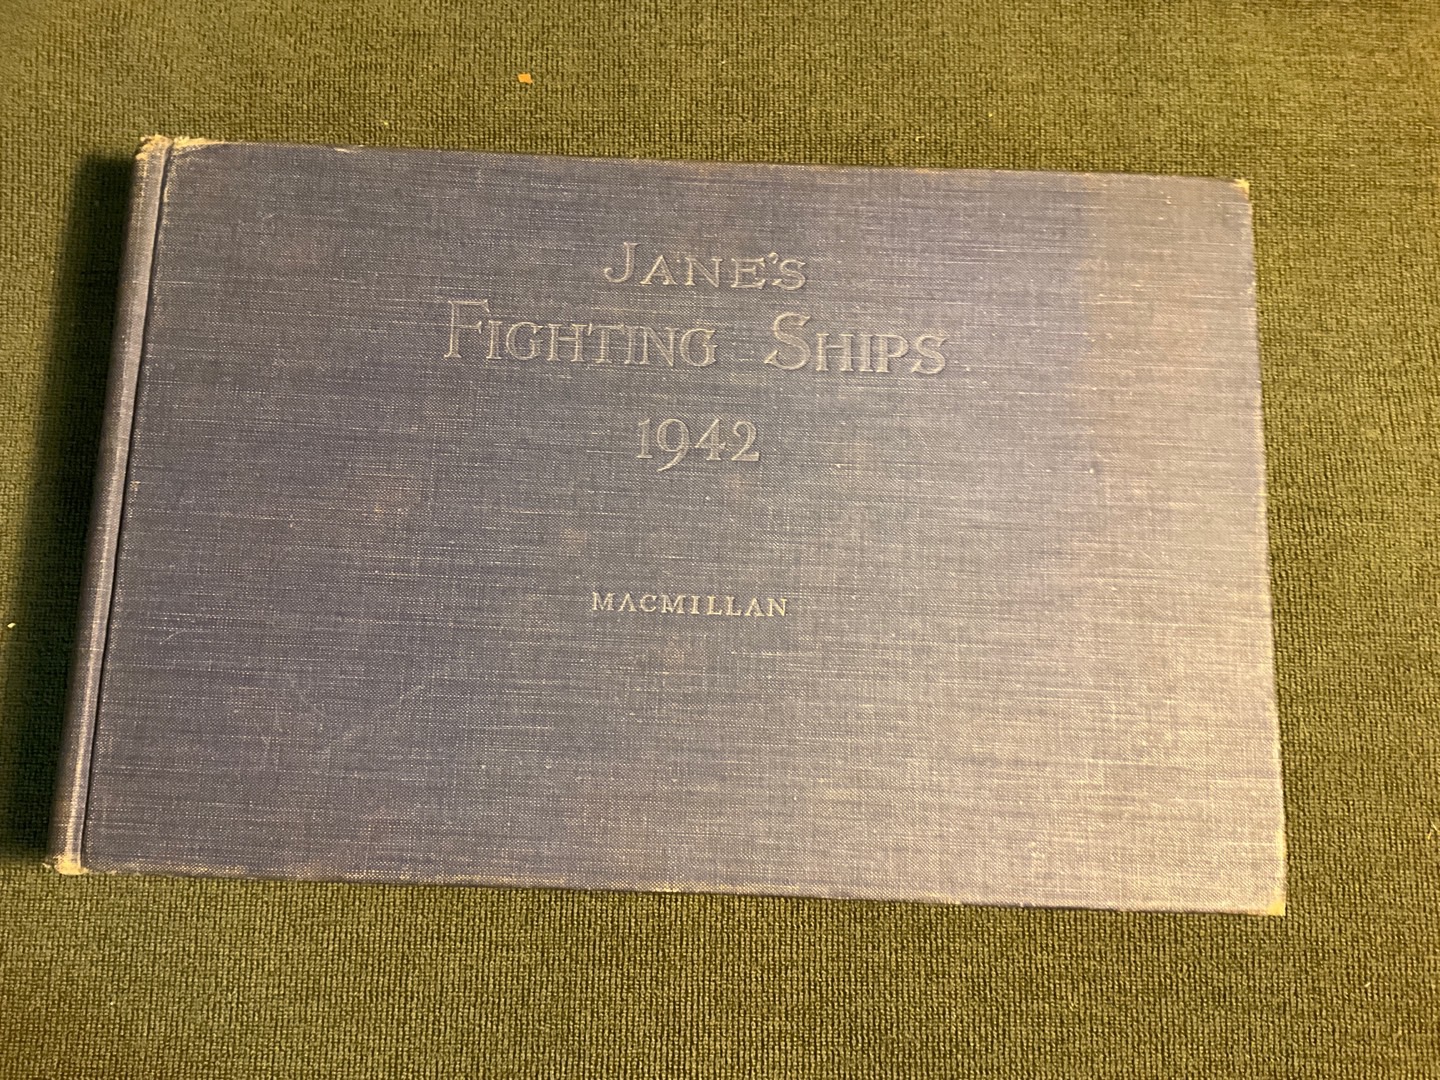 JANE'S
FIGHTING SHIPS
1942
MACMILLAN